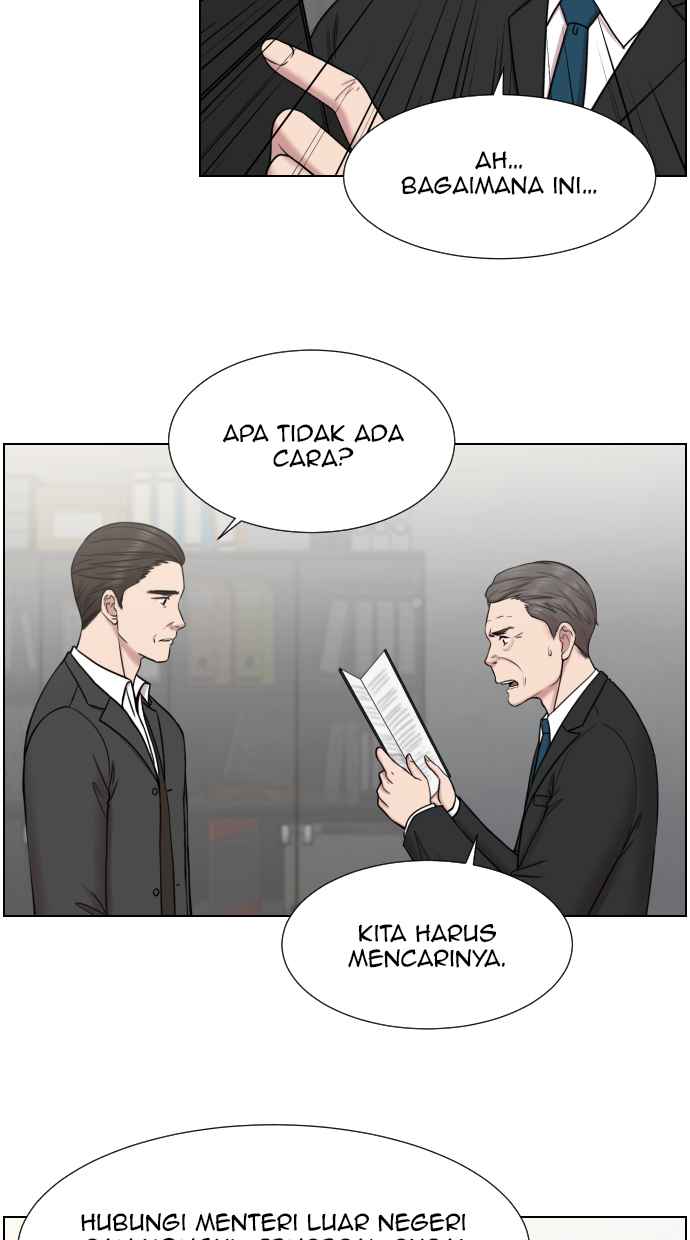 AH...
BAGAIMANA INI...
APA TIDAK ADA
CARA?
KITA HARUS
MENCARINYA.
HUBUNGI MENTERI LUAR NEGERI